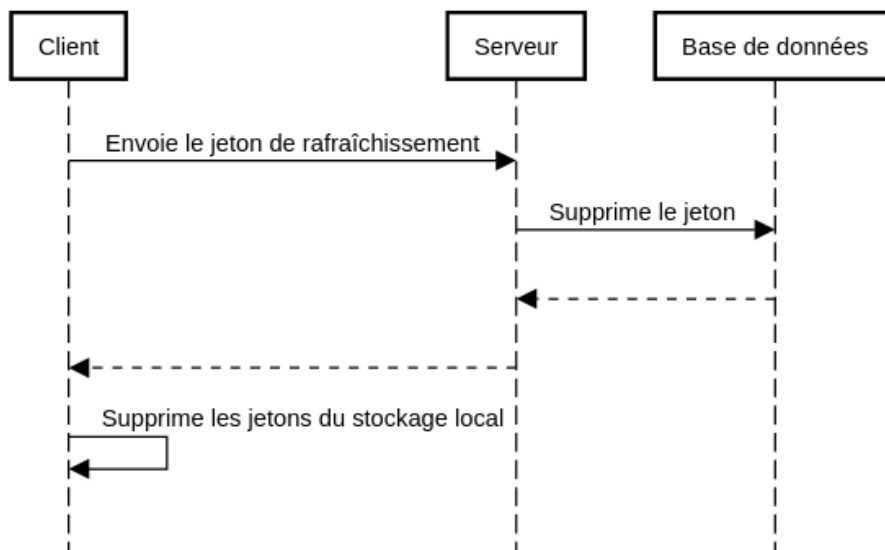 Client
Serveur
Base de données
Envoie le jeton de rafraîchissement
Supprime le jeton
Supprime les jetons du stockage local